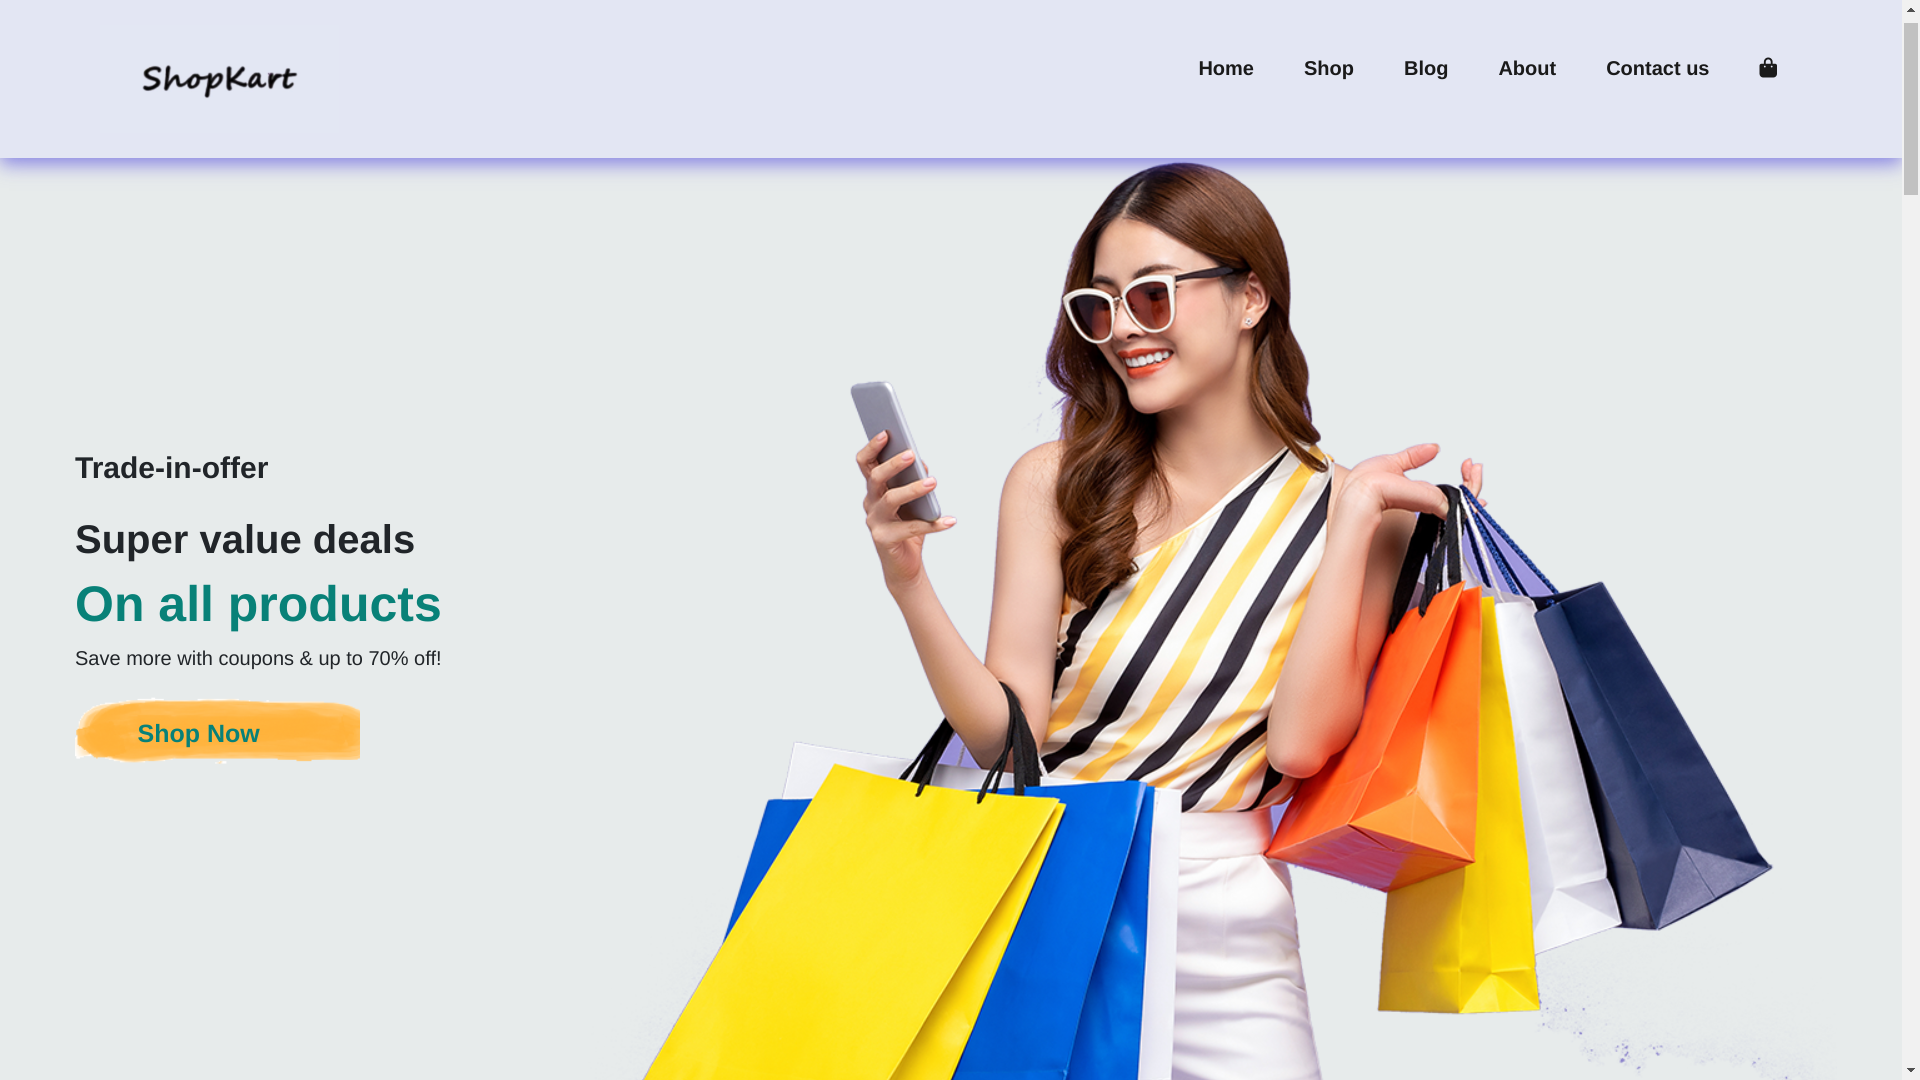 ShopKart
Home Shop Blog About Contact us
Trade-in-offer
Super value deals
On all products
Save more with coupons & up to 70% off!
Shop Now